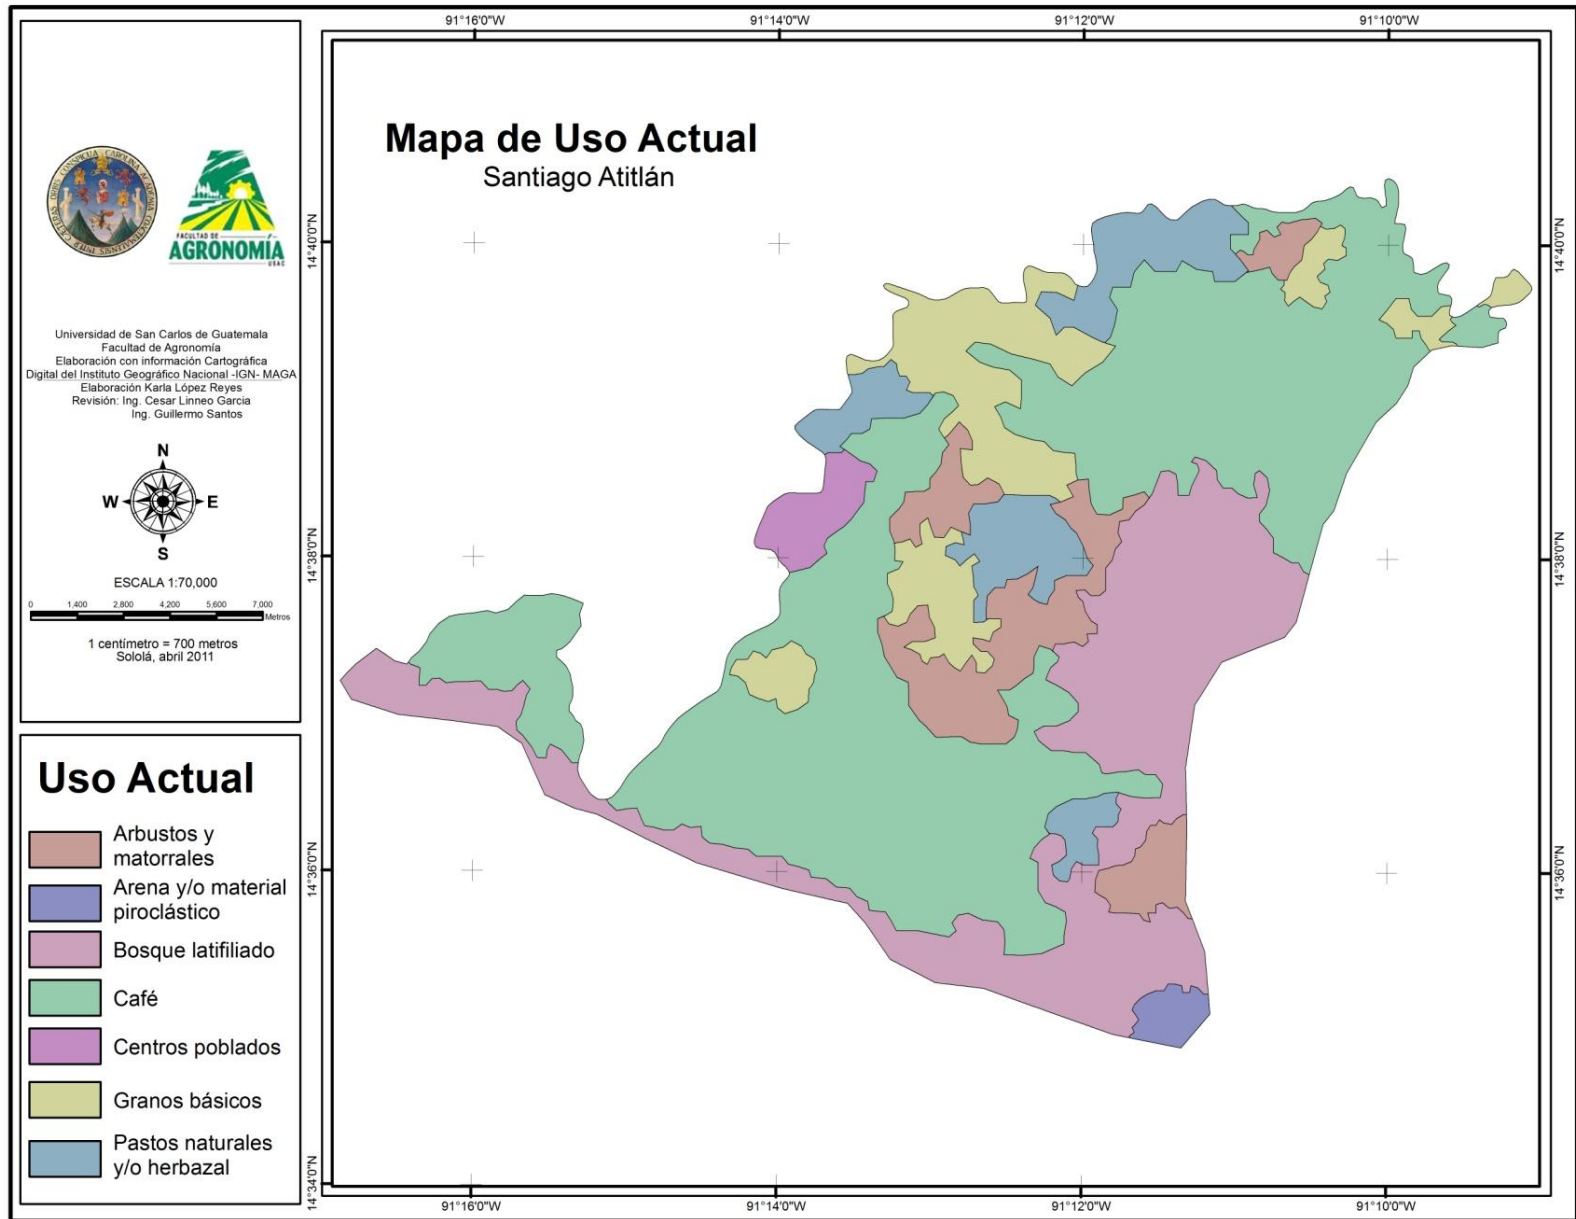 91°16'0"W
91°14'0"W
91°12'0"W
91°10'0"W
Mapa de Uso Actual
Santiago Atitlán
14°40'0"N
14°40'0"N
14°38'0"N
14°38'0"N
14°36'0"N
14°36'0"N
14°34'0"N
14°34'0"N
91°16'0"W
91°14'0"W
91°12'0"W
91°10'0"W
FACULTAD DE
AGRONOMÍA
USAC
Universidad de San Carlos de Guatemala
Facultad de Agronomía
Elaboración con información Cartográfica
Digital del Instituto Geográfico Nacional -IGN- MAGA
Elaboración Karla López Reyes
Revisión: Ing. Cesar Linneo Garcia
Ing. Guillermo Santos
N
W
E
S
ESCALA 1:70,000
0 1,400 2,800 4,200 5,600 7,000
Metros
1 centímetro = 700 metros
Sololá, abril 2011
Uso Actual
Arbustos y
matorrales
Arena y/o material
piroclástico
Bosque latifiliado
Café
Centros poblados
Granos básicos
Pastos naturales
y/o herbazal